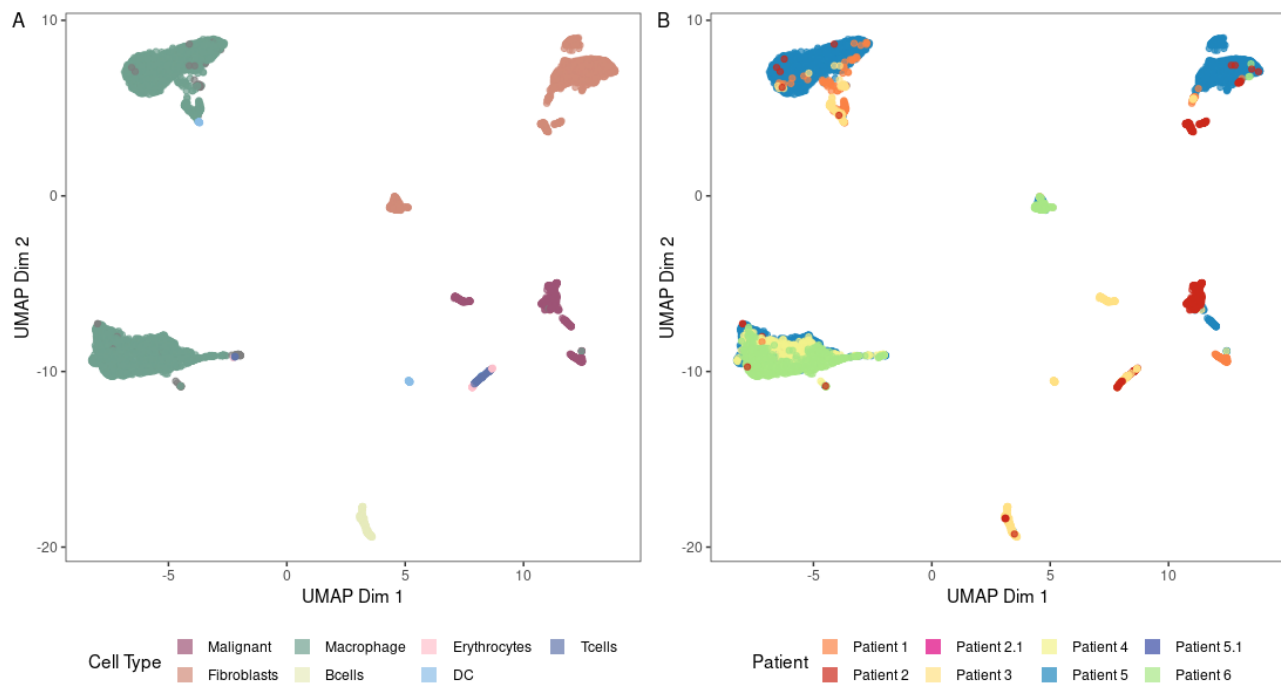 A
B
10
0
-10
-20
UMAP Dim 2
-5
0
5
10
UMAP Dim 1
10
0
-10
-20
UMAP Dim 2
-5
0
5
10
UMAP Dim 1
Cell Type
Malignant
Macrophage
Erythrocytes
Tcells
Fibroblasts
Bcells
DC
Patient
Patient 1
Patient 2.1
Patient 4
Patient 5.1
Patient 2
Patient 3
Patient 5
Patient 6